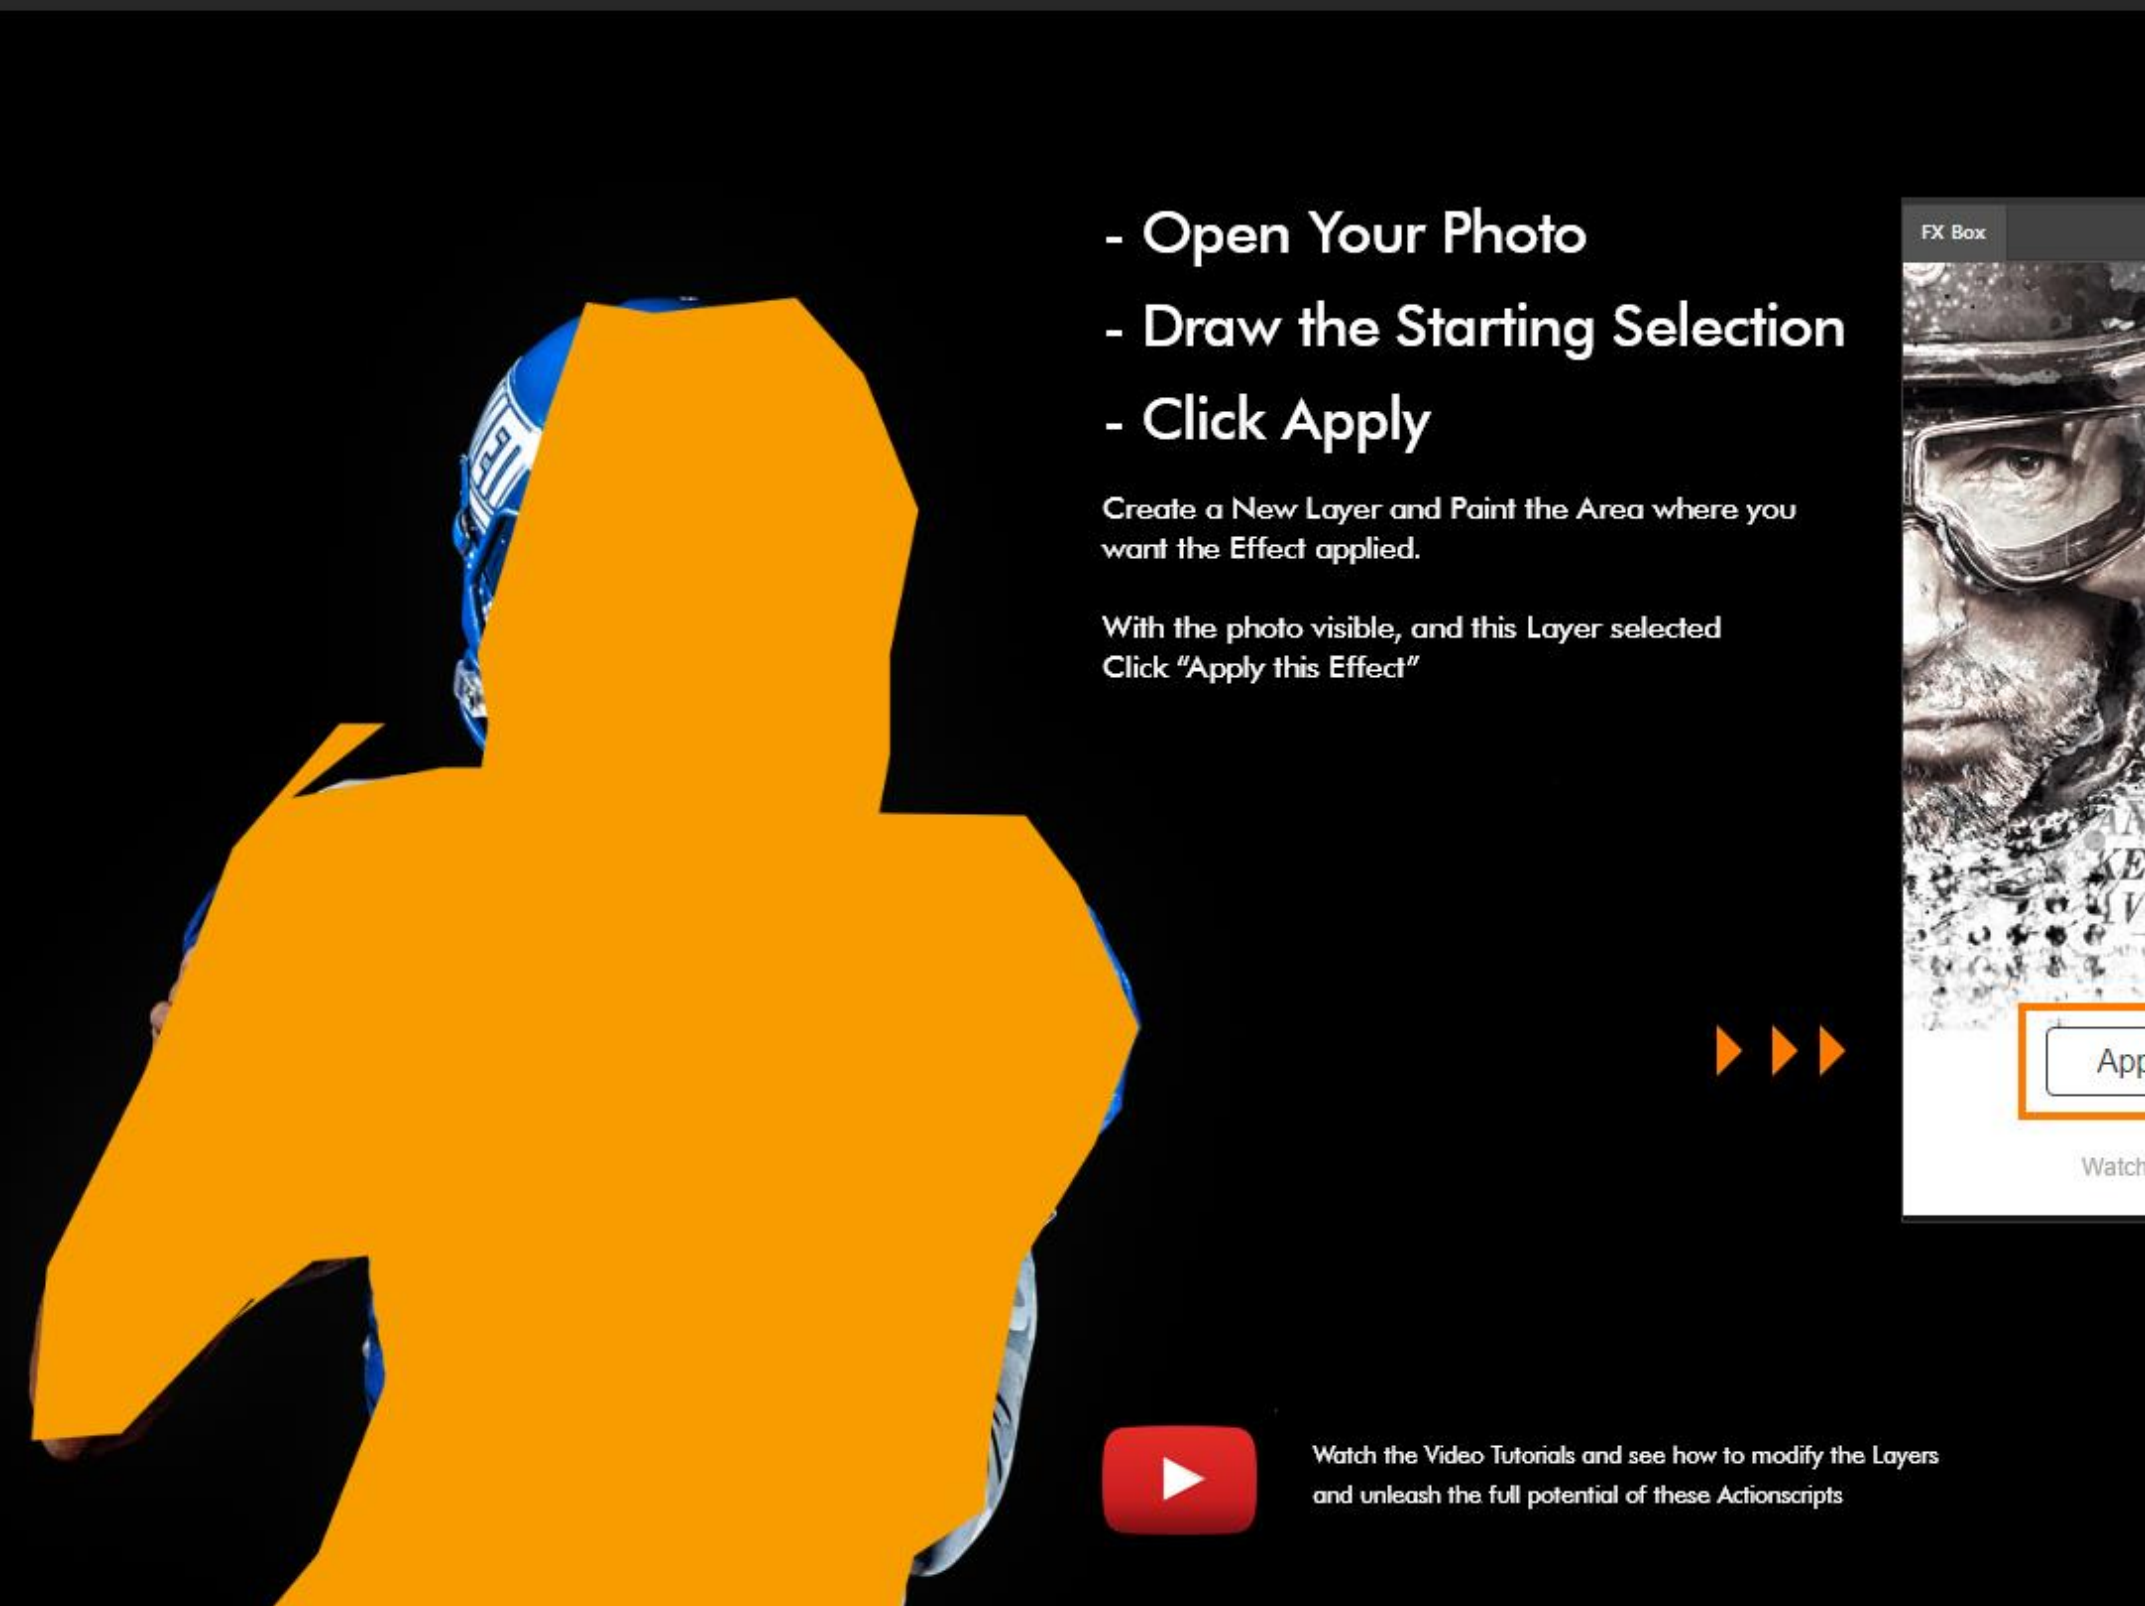 - Open Your Photo
- Draw the Starting Selection
- Click Apply
Create a New Layer and Paint the Area where you
want the Effect applied.
With the photo visible, and this Layer selected
Click “Apply this Effect”
FX Box
App
Watch
Watch the Video Tutorials and see how to modify the Layers
and unleash the full potential of these Actionscripts